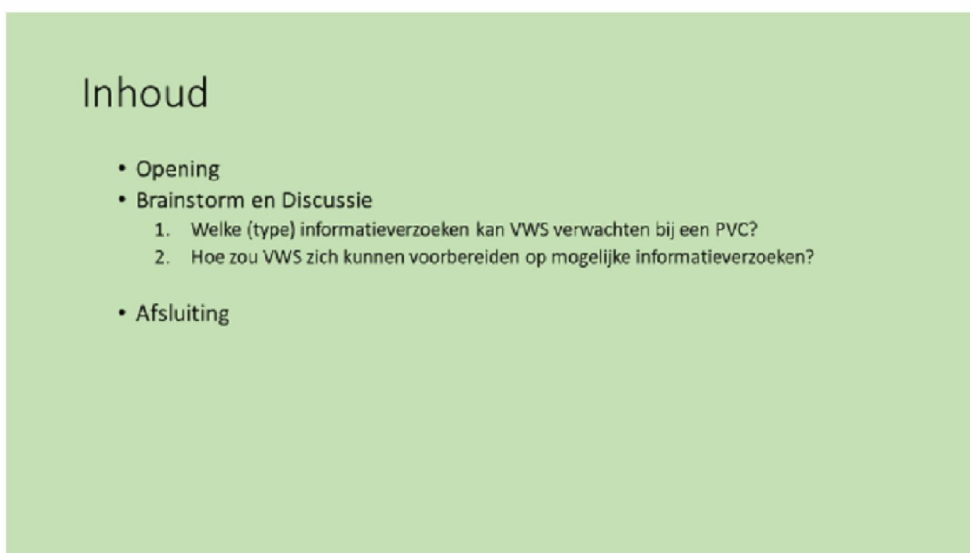 Inhoud
• Opening
• Brainstorm en Discussie
1. Welke (type) informatieverzoeken kan VWS verwachten bij een PVC?
2. Hoe zou VWS zich kunnen voorbereiden op mogelijke informatieverzoeken?
• Afsluiting